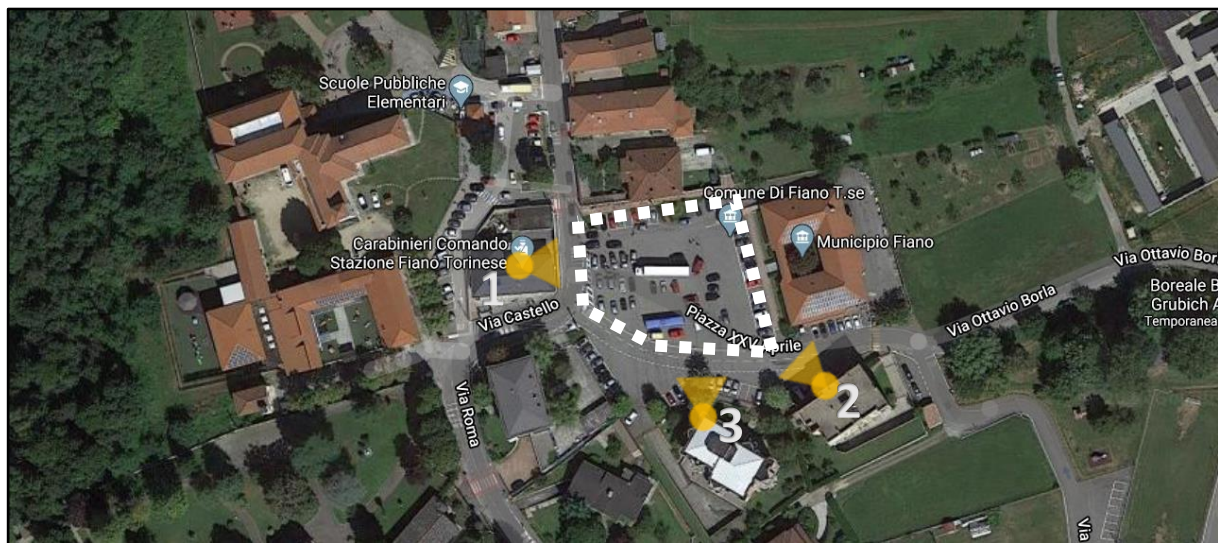 Scuole Pubbliche
Elementari
Comune Di Fiano T.se
Carabinieri Comando
Stazione Fiano Torinese
Municipio Fiano
1
Via Castello
Piazza XXV Aprile
Via Ottavio Borla
Via Ottavio Borl
Boreale B
Grubich A
Temporanea
Via Roma
2
3
Via